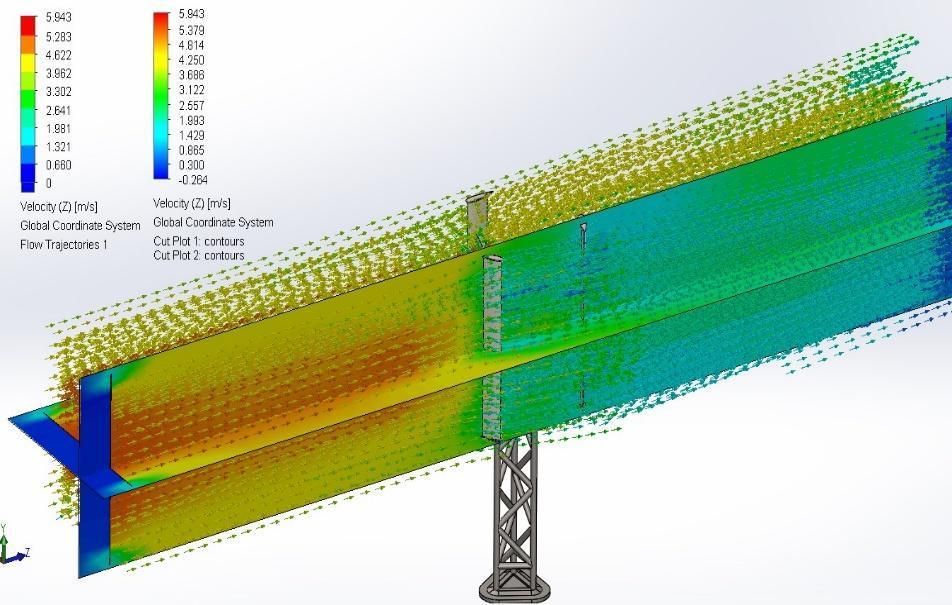 5.943
5.283
4.622
3.962
3.302
2.641
1.981
1.321
0.660
0
Velocity (Z) [m/s]
Global Coordinate System
Flow Trajectories 1
5.943
5.379
4.814
4.250
3.686
3.122
2.557
1.993
1.429
0.865
0.300
-0.264
Velocity (Z) [m/s]
Global Coordinate System
Cut Plot 1: contours
Cut Plot 2: contours
Y
Z